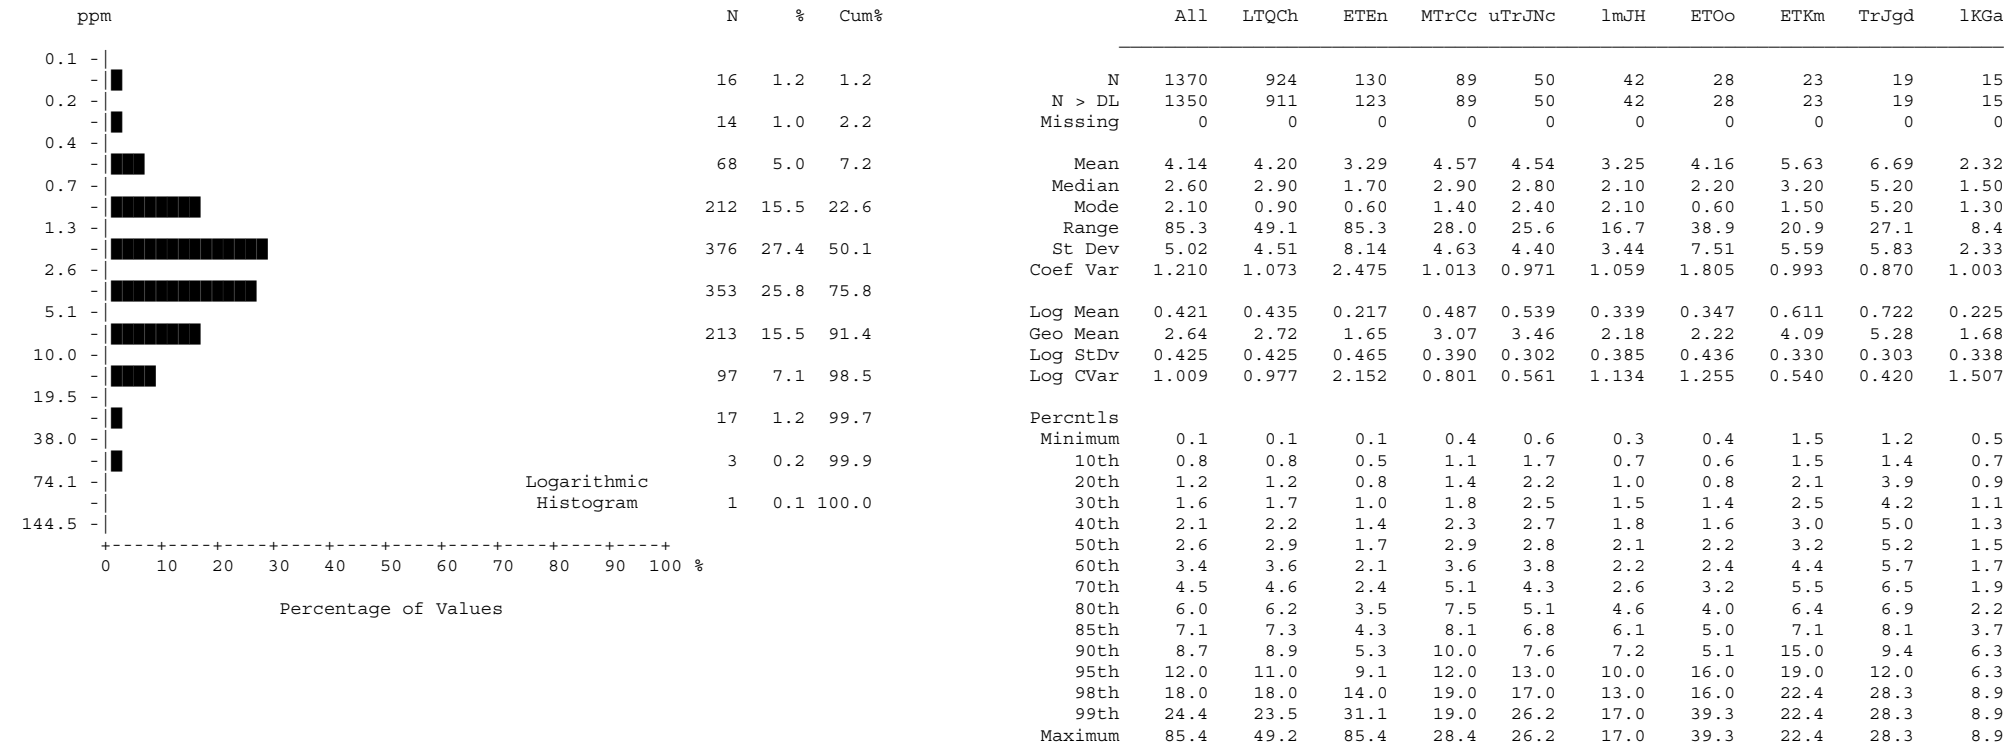 ppm N % Cum% All LTQCh ETEn MTrCc uTrJNc lmJH ETOo ETKm TrJgd lKGa
0.1 -|
-| 16 1.2 1.2 N 1370 924 130 89 50 42 28 23 19 15
0.2 -| N > DL 1350 911 123 89 50 42 28 23 19 15
-| 14 1.0 2.2 Missing 0 0 0 0 0 0 0 0 0 0
0.4 -|
-| 68 5.0 7.2 Mean 4.14 4.20 3.29 4.57 4.54 3.25 4.16 5.63 6.69 2.32
0.7 -| Median 2.60 2.90 1.70 2.90 2.80 2.10 2.20 3.20 5.20 1.50
-| 212 15.5 22.6 Mode 2.10 0.90 0.60 1.40 2.40 2.10 0.60 1.50 5.20 1.30
1.3 -| Range 85.3 49.1 85.3 28.0 25.6 16.7 38.9 20.9 27.1 8.4
-| 376 27.4 50.1 St Dev 5.02 4.51 8.14 4.63 4.40 3.44 7.51 5.59 5.83 2.33
2.6 -| Coef Var 1.210 1.073 2.475 1.013 0.971 1.059 1.805 0.993 0.870 1.003
-| 353 25.8 75.8
5.1 -| Log Mean 0.421 0.435 0.217 0.487 0.539 0.339 0.347 0.611 0.722 0.225
-| 213 15.5 91.4 Geo Mean 2.64 2.72 1.65 3.07 3.46 2.18 2.22 4.09 5.28 1.68
10.0 -| Log StDv 0.425 0.425 0.465 0.390 0.302 0.385 0.436 0.330 0.303 0.338
-| 97 7.1 98.5 Log CVar 1.009 0.977 2.152 0.801 0.561 1.134 1.255 0.540 0.420 1.507
19.5 -|
-| 17 1.2 99.7 Percntls
38.0 -| Minimum 0.1 0.1 0.1 0.4 0.6 0.3 0.4 1.5 1.2 0.5
-| 3 0.2 99.9 10th 0.8 0.8 0.5 1.1 1.7 0.7 0.6 1.5 1.4 0.7
74.1 -| Logarithmic 20th 1.2 1.2 0.8 1.4 2.2 1.0 0.8 2.1 3.9 0.9
-| Histogram 1 0.1 100.0 30th 1.6 1.7 1.0 1.8 2.5 1.5 1.4 2.5 4.2 1.1
144.5 -| 40th 2.1 2.2 1.4 2.3 2.7 1.8 1.6 3.0 5.0 1.3
+----+----+----+----+----+----+----+----+----+----+ 50th 2.6 2.9 1.7 2.9 2.8 2.1 2.2 3.2 5.2 1.5
0 10 20 30 40 50 60 70 80 90 100 % 60th 3.4 3.6 2.1 3.6 3.8 2.2 2.4 4.4 5.7 1.7
70th 4.5 4.6 2.4 5.1 4.3 2.6 3.2 5.5 6.5 1.9
Percentage of Values 80th 6.0 6.2 3.5 7.5 5.1 4.6 4.0 6.4 6.9 2.2
85th 7.1 7.3 4.3 8.1 6.8 6.1 5.0 7.1 8.1 3.7
90th 8.7 8.9 5.3 10.0 7.6 7.2 5.1 15.0 9.4 6.3
95th 12.0 11.0 9.1 12.0 13.0 10.0 16.0 19.0 12.0 6.3
98th 18.0 18.0 14.0 19.0 17.0 13.0 16.0 22.4 28.3 8.9
99th 24.4 23.5 31.1 19.0 26.2 17.0 39.3 22.4 28.3 8.9
Maximum 85.4 49.2 85.4 28.4 26.2 17.0 39.3 22.4 28.3 8.9